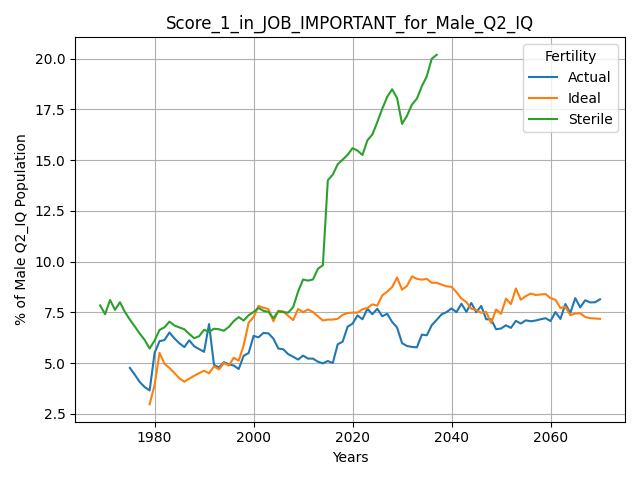 Score_1_in_JOB_IMPORTANT_for_Male_Q2_IQ
% of Male Q2_IQ Population
20.0
17.5
15.0
12.5
10.0
7.5
5.0
2.5
Fertility
Actual
Ideal
Sterile
1980 2000 2020 2040 2060
Years